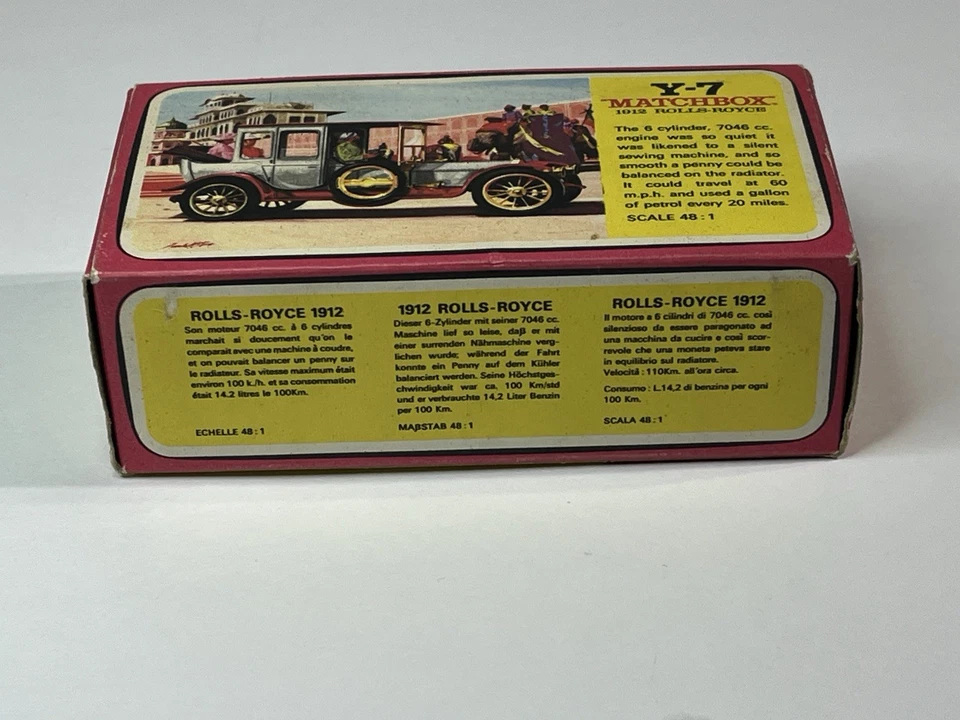 Y-7
MATCHBOX
1912 ROLLS-ROYCE
The 6 cylinder, 7046 cc.
engine was so quiet it
was likened to a silent
sewing machine, and so
smooth a penny could be
balanced on the radiator.
It could travel at 60
m.p.h. and used a gallon
of petrol every 20 miles.
SCALE 48 : 1
ROLLS-ROYCE 1912
Son moteur 7046 cc. à 6 cylindres
marchait si doucement qu'on le
comparait avec une machine à coudre,
et on pouvait balancer un penny sur
le radiateur. Sa vitesse maximum était
environ 100 k./h. et sa consommation
était 14.2 litres le 100Km.
ECHELLE 48 : 1
1912 ROLLS-ROYCE
Dieser 6-Zylinder mit seiner 7046 cc.
Maschine lief so leise, daß er mit
einer surrenden Nähmaschine verg-
lichen wurde; während der Fahrt
konnte ein Penny auf dem Kühler
balanciert werden. Seine Höchstges-
chwindigkeit war ca. 100 Km/std
und er verbrauchte 14,2 Liter Benzin
per 100 Km.
MAβSTAB 48 : 1
ROLLS-ROYCE 1912
Il motore a 6 cilindri di 7046 cc. così
silenzioso da essere paragonato ad
una macchina da cucire e così scor-
revole che una moneta poteva stare
in equilibrio sul radiatore.
Velocità : 110Km. all'ora circa.
Consumo : L.14,2 di benzina per ogni
100 Km.
SCALA 48 : 1